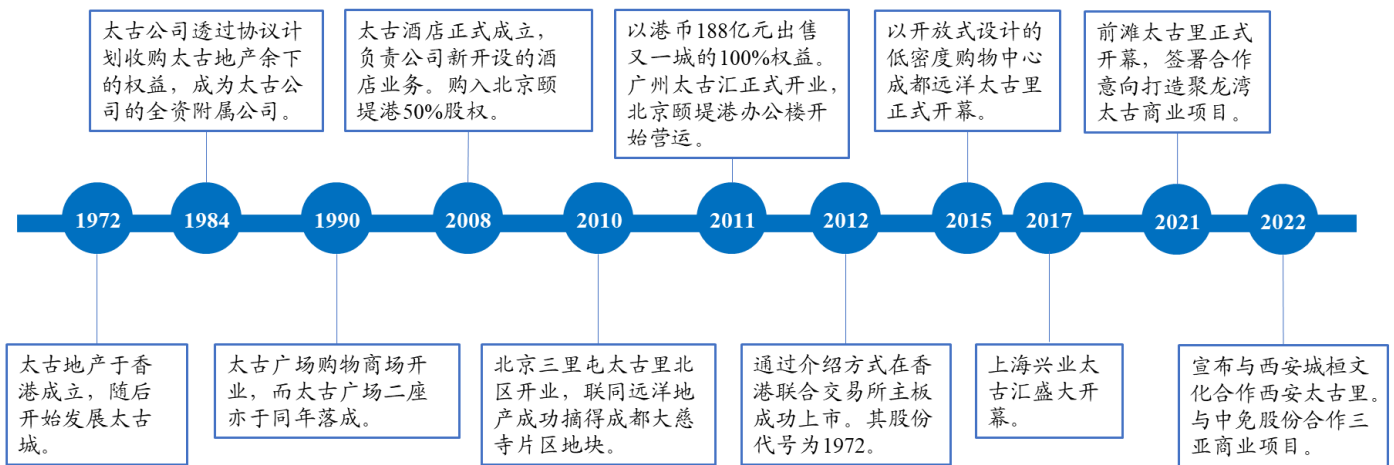 太古公司透过协议计
划收购太古地产余下
的权益，成为太古公
司的全资附属公司。
太古酒店正式成立，
负责公司新开设的酒
店业务。购入北京颐
堤港50%股权。
以港币188亿元出售
又一城的100%权益。
广州太古汇正式开业，
北京颐堤港办公楼开
始营运。
以开放式设计的
低密度购物中心
成都远洋太古里
正式开幕。
前滩太古里正式
开幕，签署合作
意向打造聚龙湾
太古商业项目。
1972
1984
1990
2008
2010
2011
2012
2015
2017
2021
2022
太古地产于香
港成立，随后
开始发展太古
城。
太古广场购物商场开
业，而太古广场二座
亦于同年落成。
北京三里屯太古里北
区开业，联同远洋地
产成功摘得成都大慈
寺片区地块。
通过介绍方式在香
港联合交易所主板
成功上市。其股份
代号为1972。
上海兴业太
古汇盛大开
幕。
宣布与西安城桓文
化合作西安太古里。
与中免股份合作三
亚商业项目。